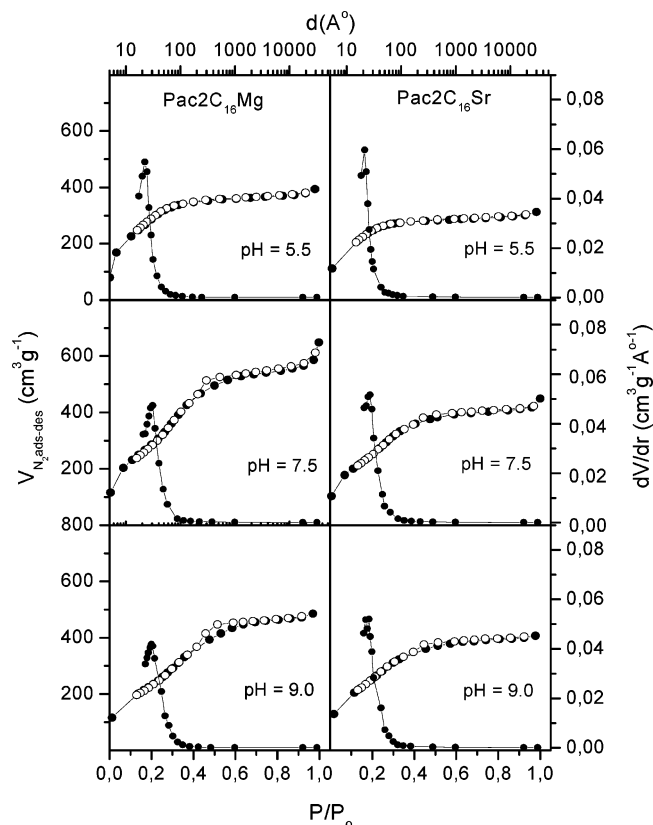 d(A°)
10 100 1000 10000
10 100 1000 10000
Pac2C₁₆Mg
Pac2C₁₆Sr
600
400
200
0
pH = 5.5
pH = 5.5
0,08
0,06
0,04
0,02
0,00
600
400
200
800
pH = 7.5
pH = 7.5
0,06
0,04
0,02
0,00
600
400
200
pH = 9.0
pH = 9.0
0,08
0,06
0,04
0,02
0,00
V N₂ads-des (cm³g⁻¹)
dV/dr (cm³g⁻¹A°⁻¹)
0,0 0,2 0,4 0,6 0,8 1,0
0,2 0,4 0,6 0,8 1,0
P/Pₒ